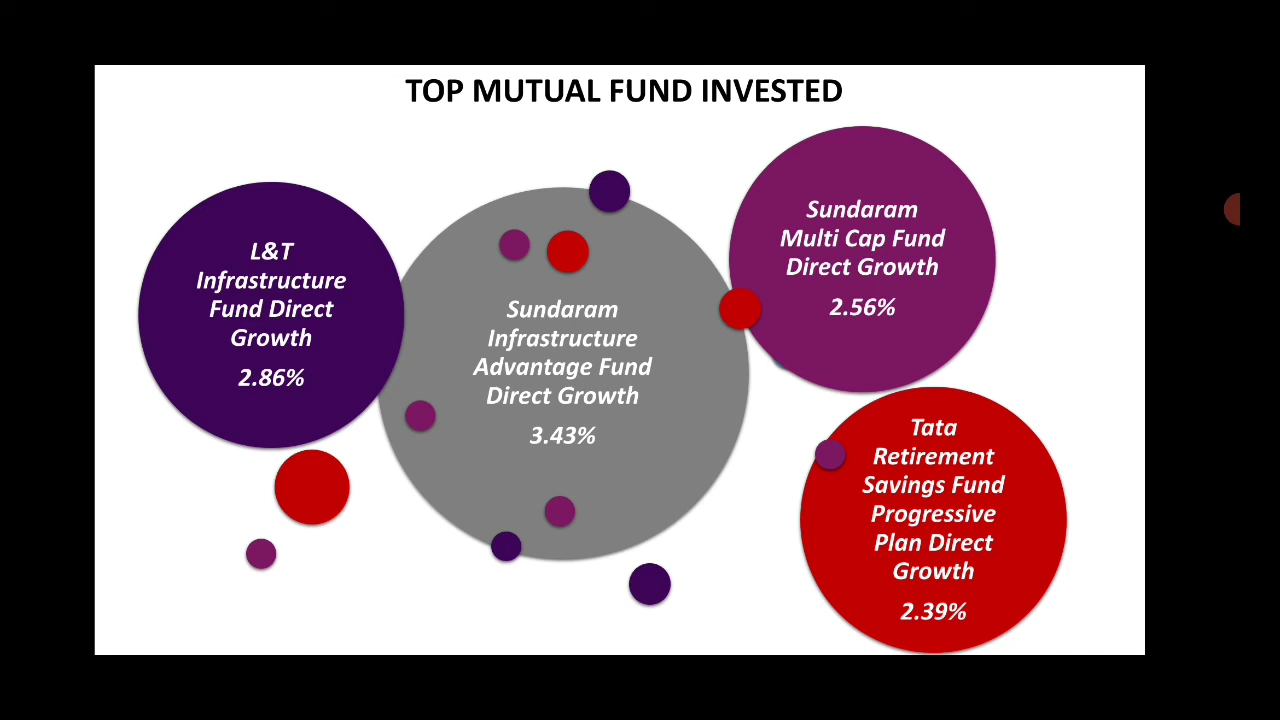 TOP MUTUAL FUND INVESTED
L&T
Infrastructure
Fund Direct
Growth
2.86%
Sundaram
Infrastructure
Advantage Fund
Direct Growth
3.43%
Sundaram
Multi Cap Fund
Direct Growth
2.56%
Tata
Retirement
Savings Fund
Progressive
Plan Direct
Growth
2.39%